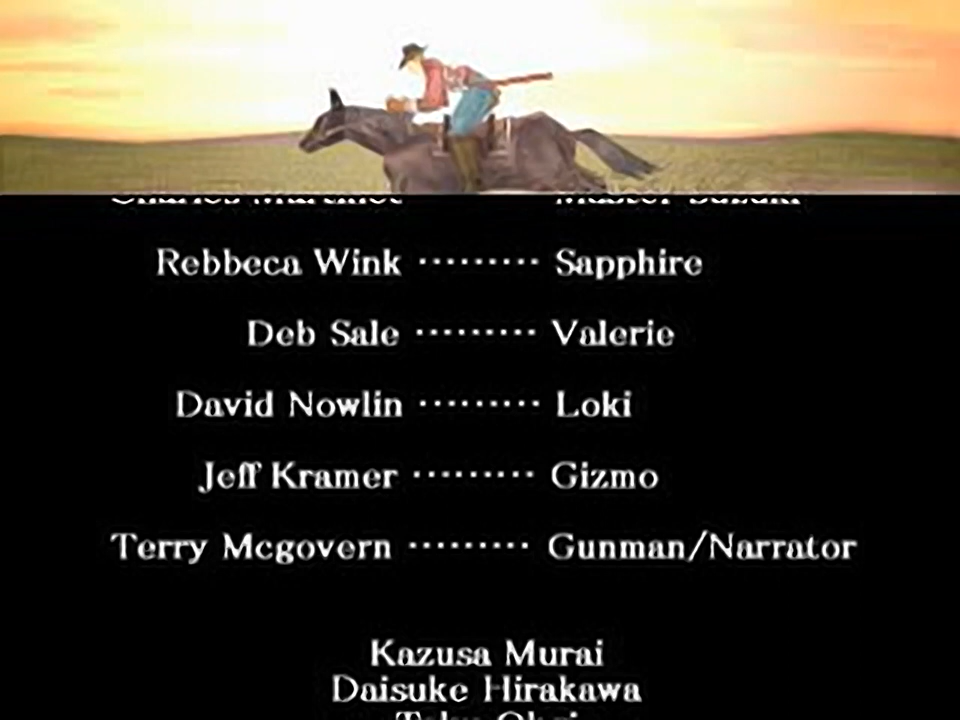 Rebbeca Wink ········· Sapphire
Deb Sale ········· Valerie
David Nowlin ········· Loki
Jeff Kramer ········· Gizmo
Terry Mcgovern ········· Gunman/Narrator
Kazusa Murai
Daisuke Hirakawa